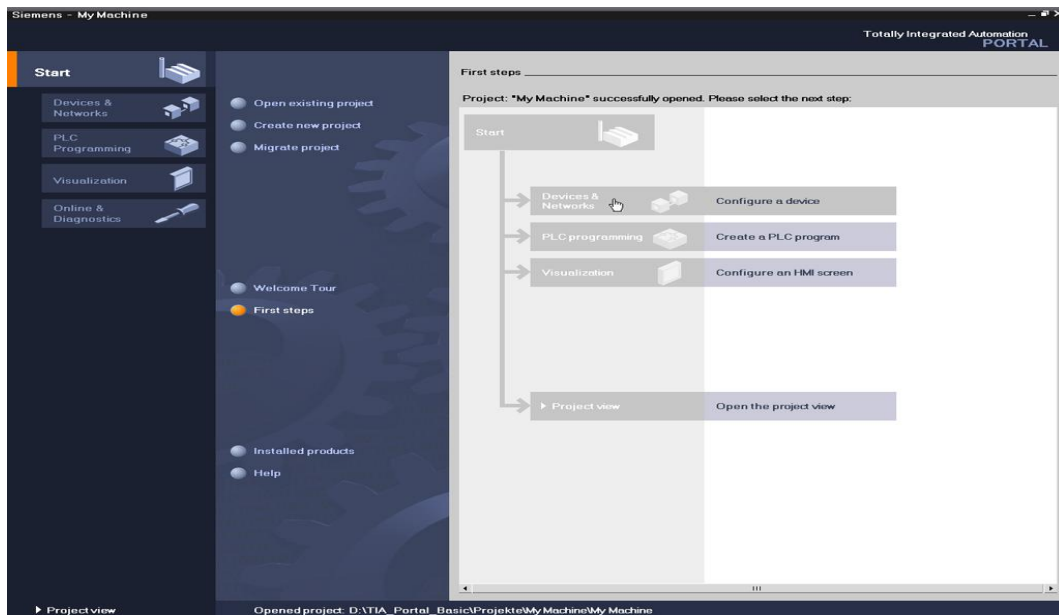 Siemens - My Machine
Totally Integrated Automation
PORTAL
Start
Devices &
Networks
PLC
Programming
Visualization
Online &
Diagnostics
Open existing project
Create new project
Migrate project
Welcome Tour
First steps
Installed products
Help
First steps
Project: "My Machine" successfully opened. Please select the next step:
Start
Devices &
Networks
Configure a device
PLC programming
Create a PLC program
Visualization
Configure an HMI screen
Project view
Open the project view
Project view
Opened project: D:\TIA_Portal_Basic\Projekte\My Machine\My Machine